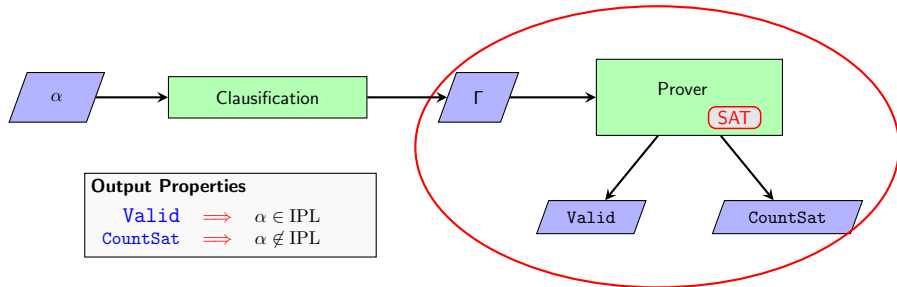 α
Clausification
Γ
Prover
SAT
Valid
CountSat
Output Properties
Valid ⟹ α ∈ IPL
CountSat ⟹ α ∉ IPL